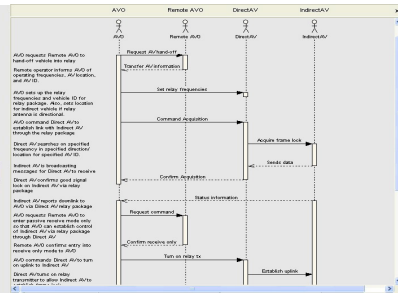 AVO Remote AVO DirectAV IndirectAV
AVO Remote AVO DirectAV IndirectAV
AVO requests Remote AVO to
hand-off vehicle into relay
Request AV hand-off
Remote operator informs AVO of
operating frequencies, AV location,
and AV ID.
Transfer AV information
AVO sets up the relay
frequencies and vehicle ID for
relay package. Also, sets location
for indirect vehicle if relay
antenna is directional
Set relay frequencies
AVO command Direct AV to
establish link with Indirect AV
through the relay package
Command Acquisition
Direct AV searches on specified
frequency in specified direction/
location for specified AV ID.
Acquire frame lock
Indirect AV is broadcasting
messages for Direct AV to receive
Sends data
Direct AV confirms good signal
lock on Indirect AV via relay
package
Confirm Acquisition
Indirect AV reports downlink to
AVO via Direct AV relay package
Status information
AVO requests Remote AVO to
enter passive receive mode only
so that AVO can establish control
of Indirect AV via relay package
through Direct AV
Request command
Remote AVO confirms entry into
receive only mode to AVO
Confirm receive only
AVO commands Direct AV to turn
on uplink to Indirect AV
Turn on relay tx
Direct AV turns on relay
transmitter to allow Indirect AV to
Establish uplink